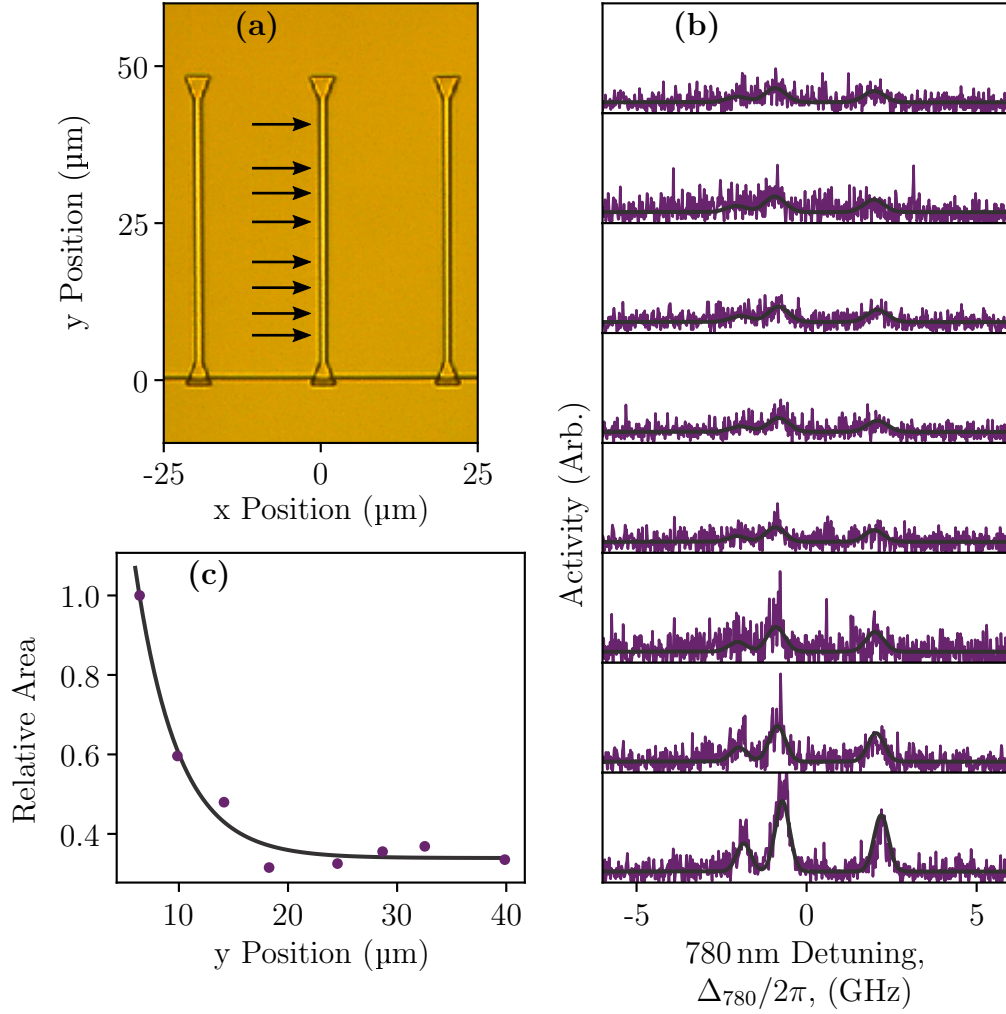 (a)
50
25
0
y Position (µm)
-25
0
25
x Position (µm)
(b)
Activity (Arb.)
-5
0
5
780 nm Detuning,
Δ₇₈₀/2π, (GHz)
(c)
1.0
0.8
0.6
0.4
Relative Area
10
20
30
40
y Position (µm)